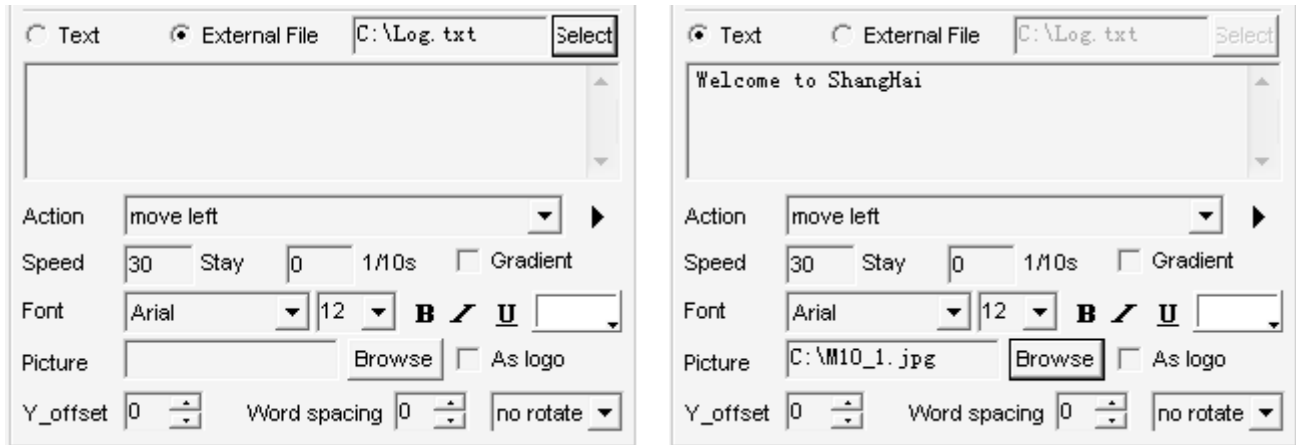 Text External File C:\Log.txt Select
Action move left
Speed 30 Stay 0 1/10s Gradient
Font Arial 12 B I U
Picture Browse As logo
Y_offset 0 Word spacing 0 no rotate
Text External File C:\Log.txt Select
Welcome to ShangHai
Action move left
Speed 30 Stay 0 1/10s Gradient
Font Arial 12 B I U
Picture C:\M10_1.jpg Browse As logo
Y_offset 0 Word spacing 0 no rotate